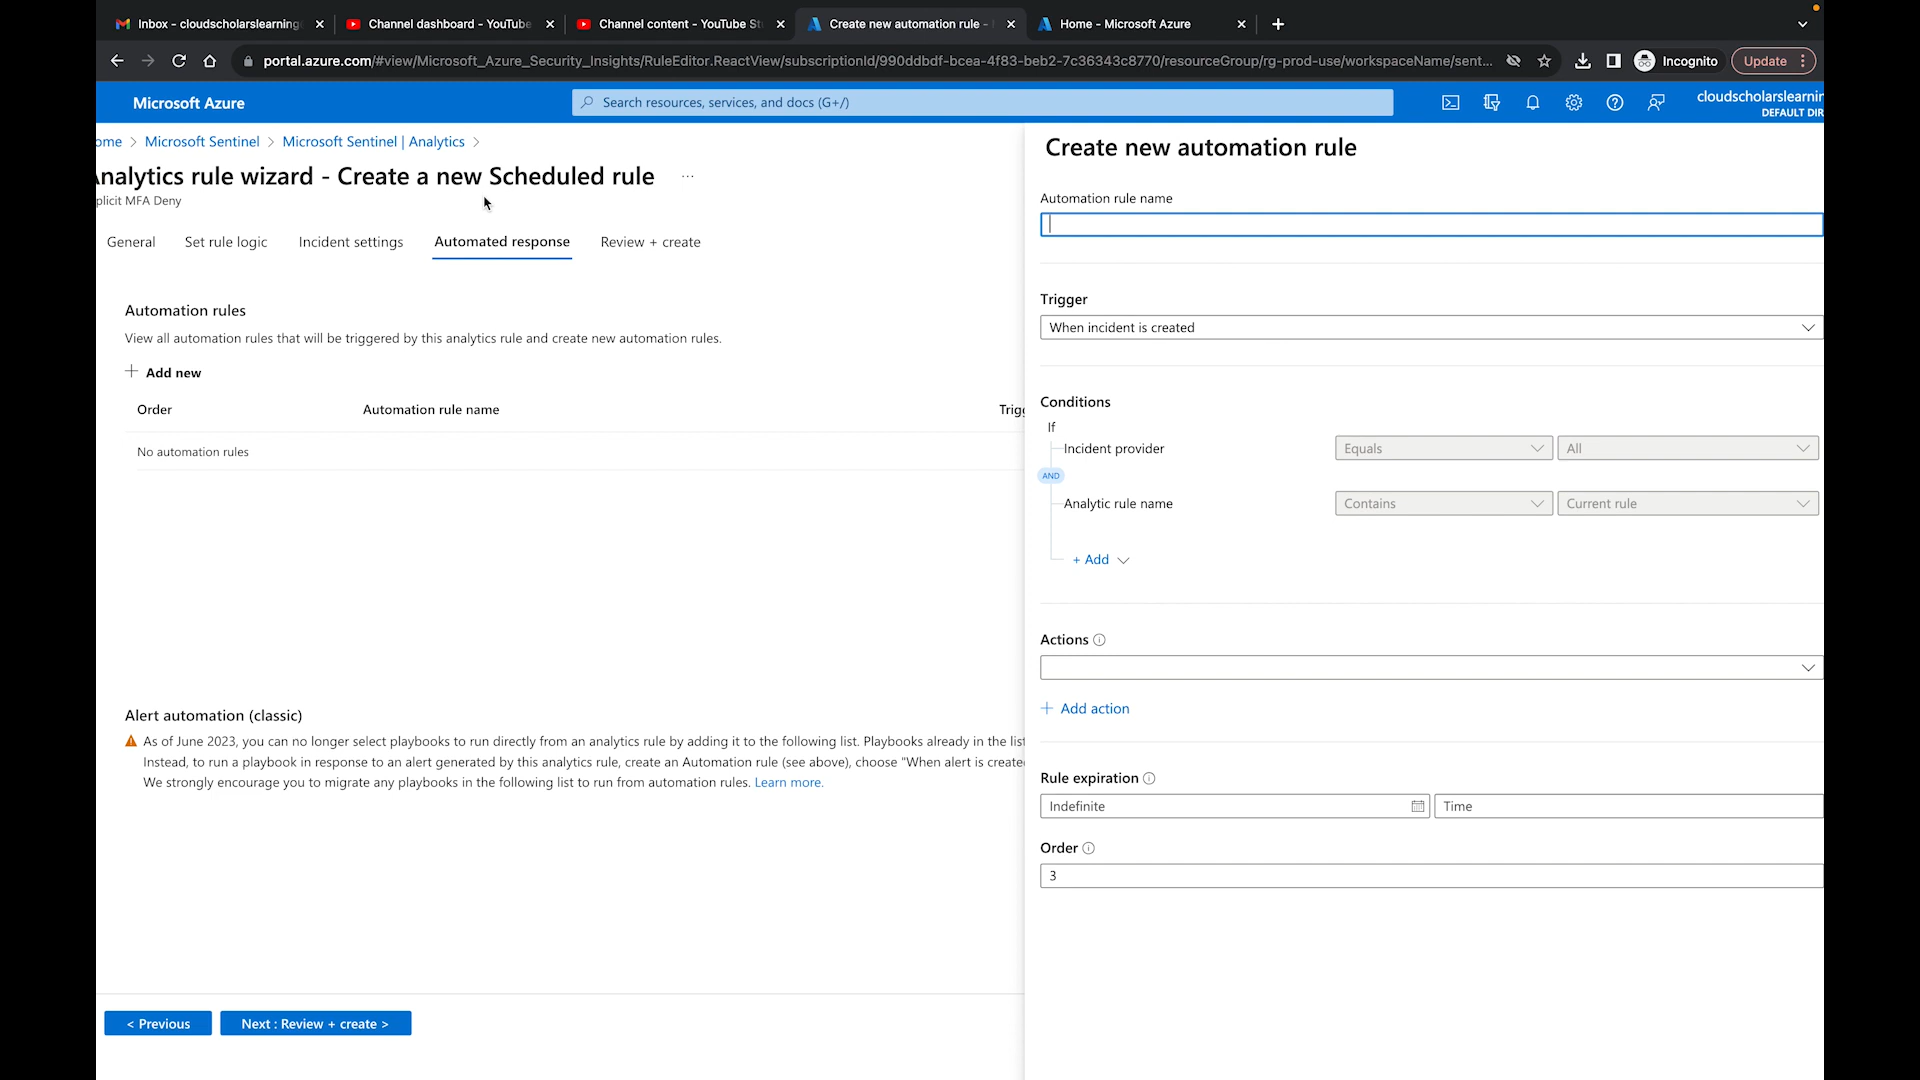 Inbox - cloudscholarslearning
Channel dashboard - YouTube
Channel content - YouTube St
Create new automation rule -
Home - Microsoft Azure
portal.azure.com/#view/Microsoft_Azure_Security_Insights/RuleEditor.ReactView/subscriptionId/990ddbdf-bcea-4f83-beb2-7c36343c8770/resourceGroup/rg-prod-use/workspaceName/sent...
Incognito
Update
Microsoft Azure
Search resources, services, and docs (G+/)
cloudscholarslearnin
DEFAULT DIR
ome > Microsoft Sentinel > Microsoft Sentinel | Analytics >
Analytics rule wizard - Create a new Scheduled rule ...
plicit MFA Deny
General
Set rule logic
Incident settings
Automated response
Review + create
Automation rules
View all automation rules that will be triggered by this analytics rule and create new automation rules.
+ Add new
Order
Automation rule name
Trigg
No automation rules
Alert automation (classic)
As of June 2023, you can no longer select playbooks to run directly from an analytics rule by adding it to the following list. Playbooks already in the list
Instead, to run a playbook in response to an alert generated by this analytics rule, create an Automation rule (see above), choose "When alert is create
We strongly encourage you to migrate any playbooks in the following list to run from automation rules. Learn more.
< Previous
Next : Review + create >
Create new automation rule
Automation rule name
Trigger
When incident is created
Conditions
If
Incident provider
Equals
All
AND
Analytic rule name
Contains
Current rule
+ Add
Actions
+ Add action
Rule expiration
Indefinite
Time
Order
3